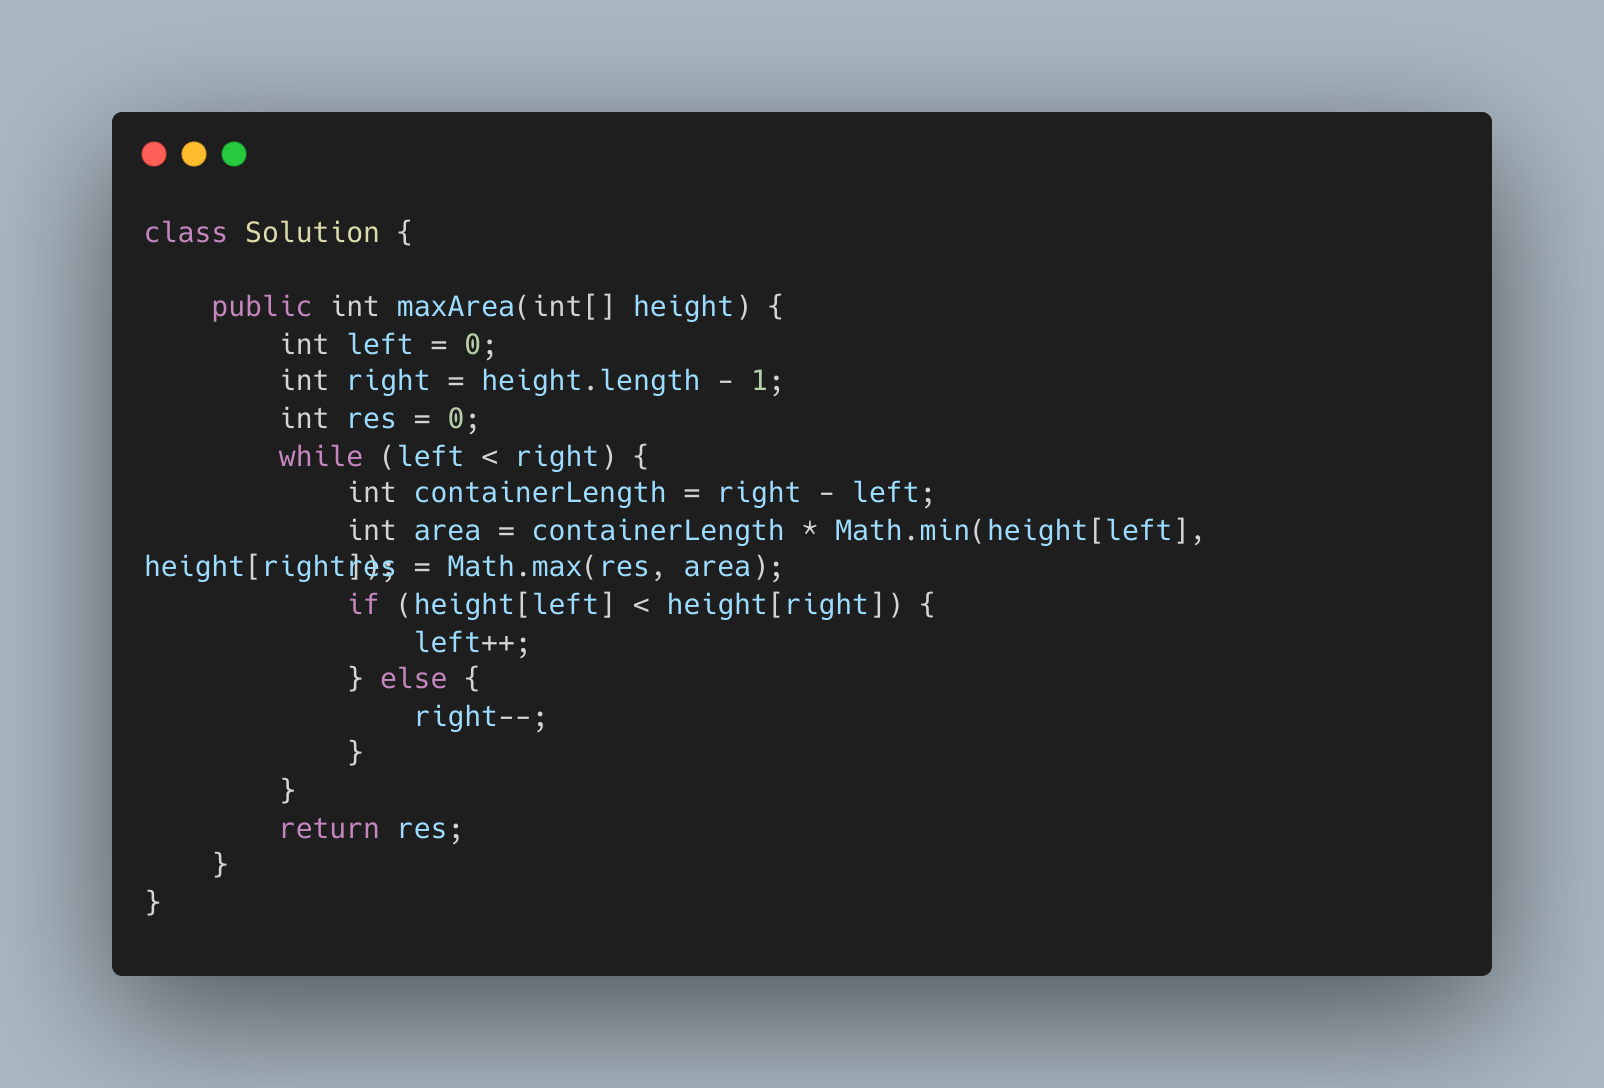 class Solution {
public int maxArea(int[] height) {
int left = 0;
int right = height.length - 1;
int res = 0;
while (left < right) {
int containerLength = right - left;
int area = containerLength * Math.min(height[left],
height[right]);
res = Math.max(res, area);
if (height[left] < height[right]) {
left++;
} else {
right--;
}
}
return res;
}
}